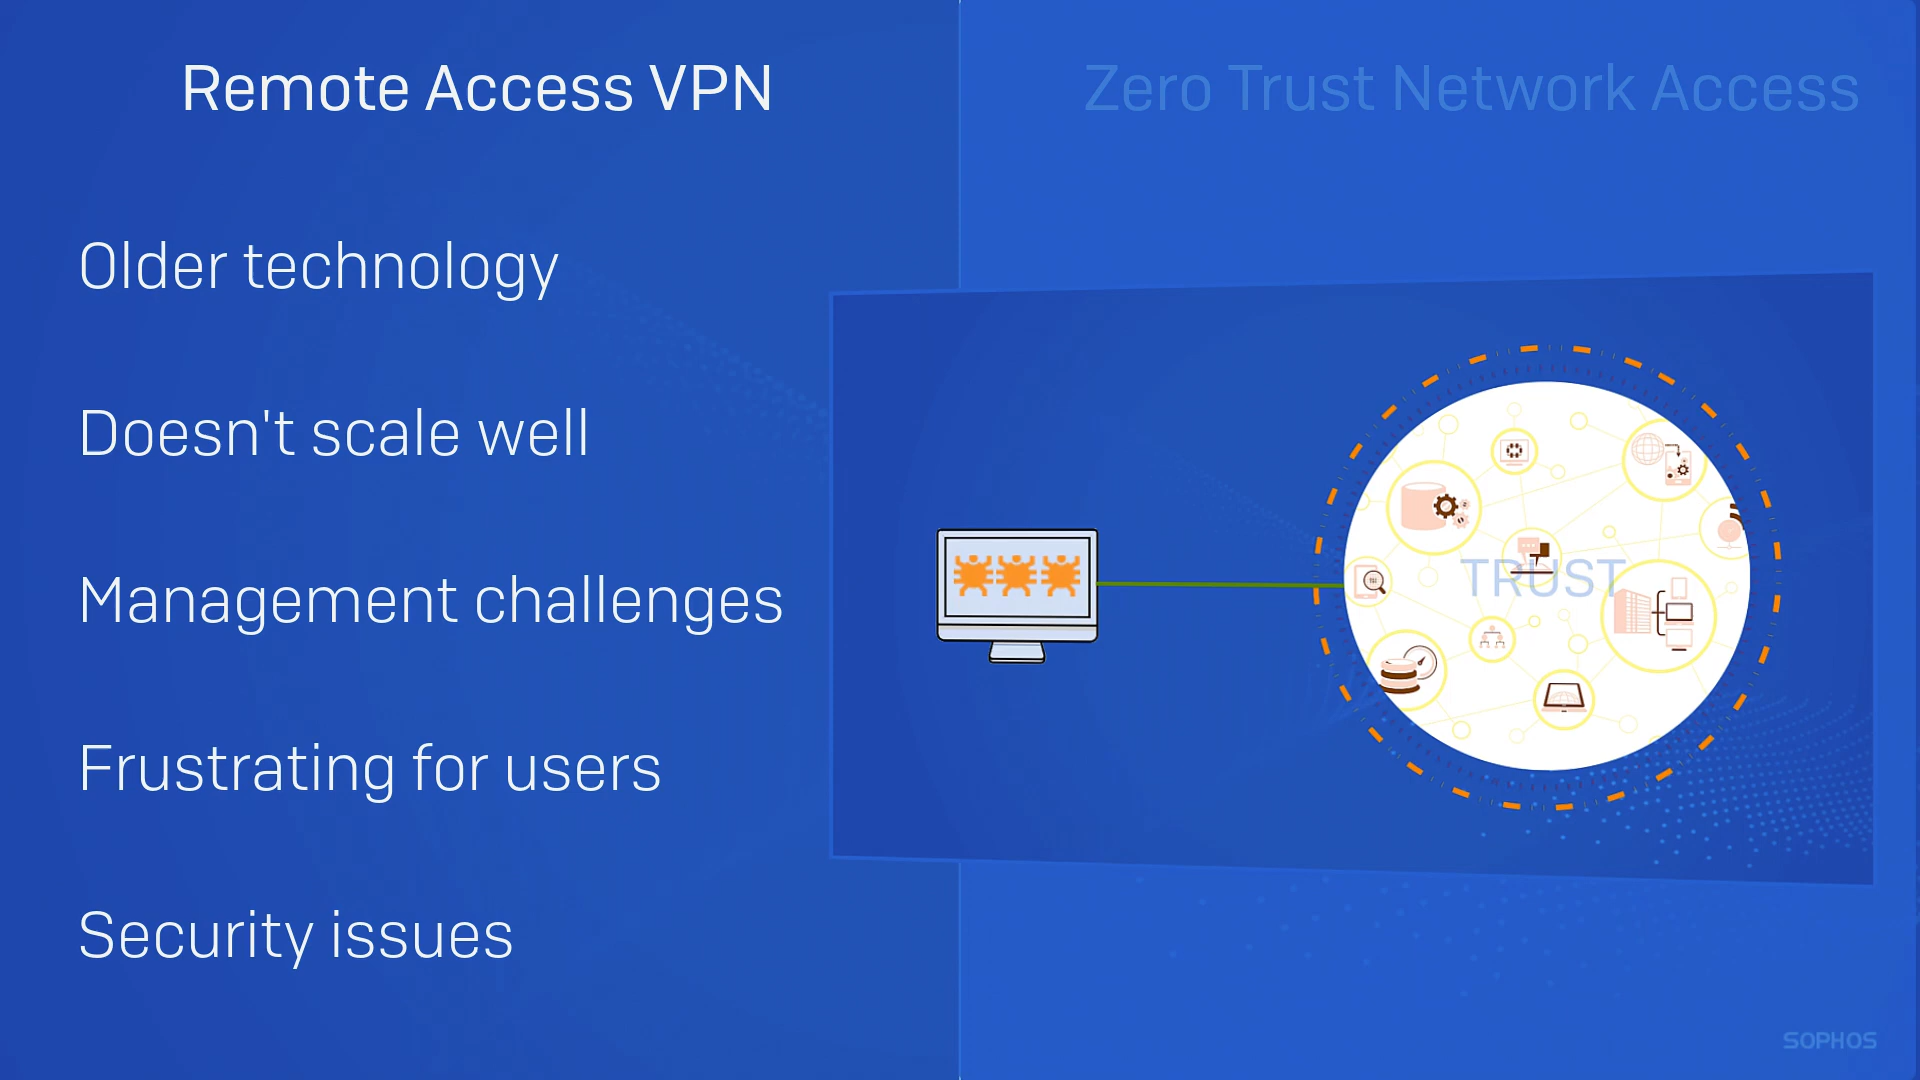 Remote Access VPN
Zero Trust Network Access
Older technology
Doesn't scale well
Management challenges
Frustrating for users
Security issues
TRUST
SOPHOS